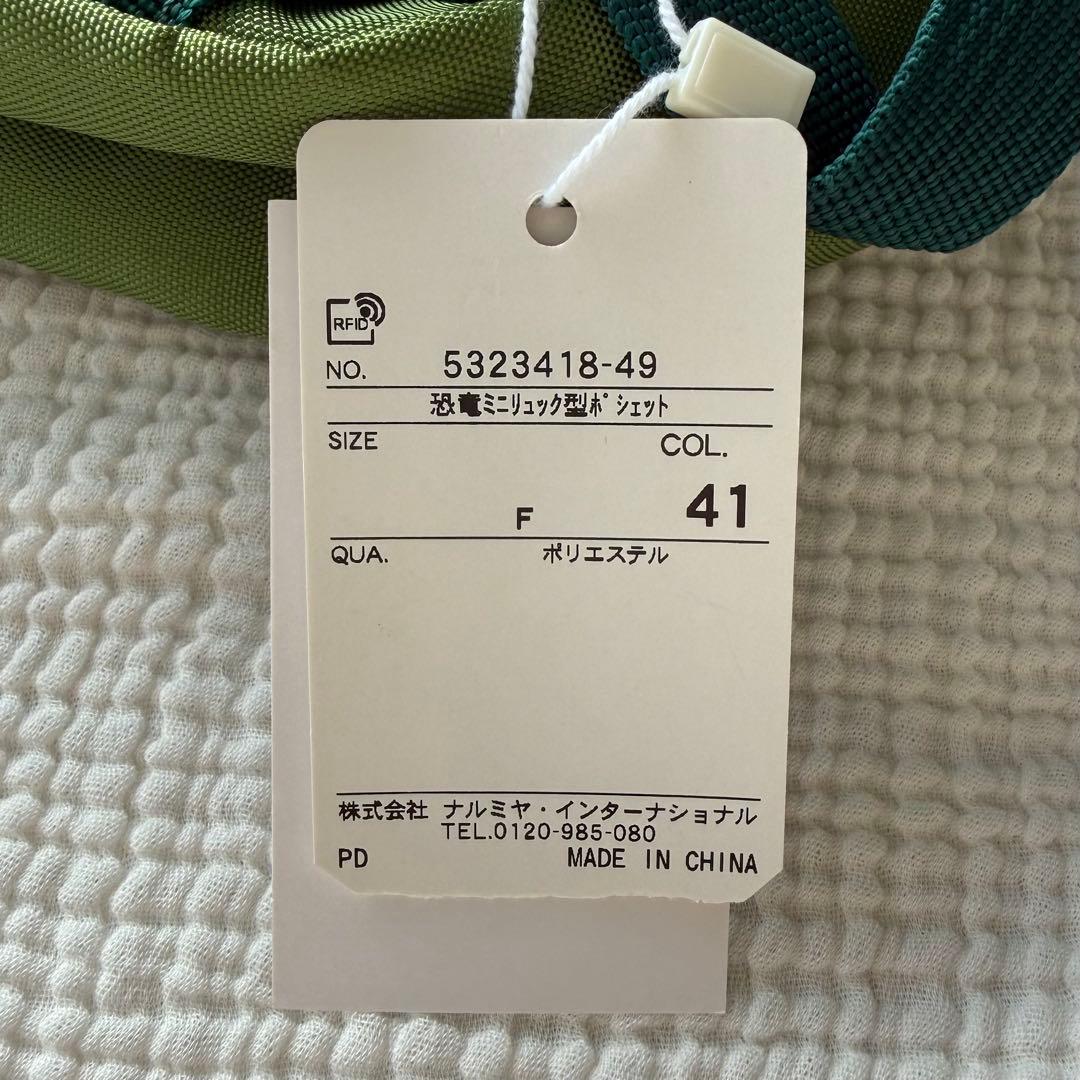 RFID
NO. 5323418-49
恐竜ミニリュック型ポシェット
SIZE COL.
F 41
QUA. ポリエステル
株式会社 ナルミヤ・インターナショナル
TEL.0120-985-080
PD MADE IN CHINA